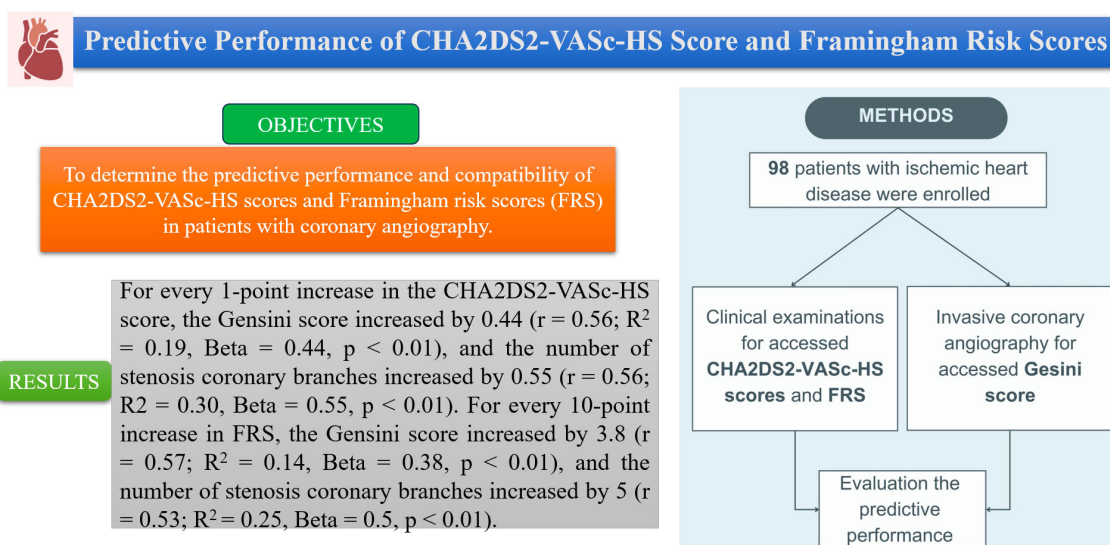 Predictive Performance of CHA2DS2-VASc-HS Score and Framingham Risk Scores
OBJECTIVES
To determine the predictive performance and compatibility of
CHA2DS2-VASc-HS scores and Framingham risk scores (FRS)
in patients with coronary angiography.
RESULTS
For every 1-point increase in the CHA2DS2-VASc-HS
score, the Gensini score increased by 0.44 (r = 0.56; R²
= 0.19, Beta = 0.44, p < 0.01), and the number of
stenosis coronary branches increased by 0.55 (r = 0.56;
R2 = 0.30, Beta = 0.55, p < 0.01). For every 10-point
increase in FRS, the Gensini score increased by 3.8 (r
= 0.57; R² = 0.14, Beta = 0.38, p < 0.01), and the
number of stenosis coronary branches increased by 5 (r
= 0.53; R² = 0.25, Beta = 0.5, p < 0.01).
METHODS
98 patients with ischemic heart
disease were enrolled
Clinical examinations
for accessed
CHA2DS2-VASc-HS
scores and FRS
Invasive coronary
angiography for
accessed Gesini
score
Evaluation the
predictive
performance